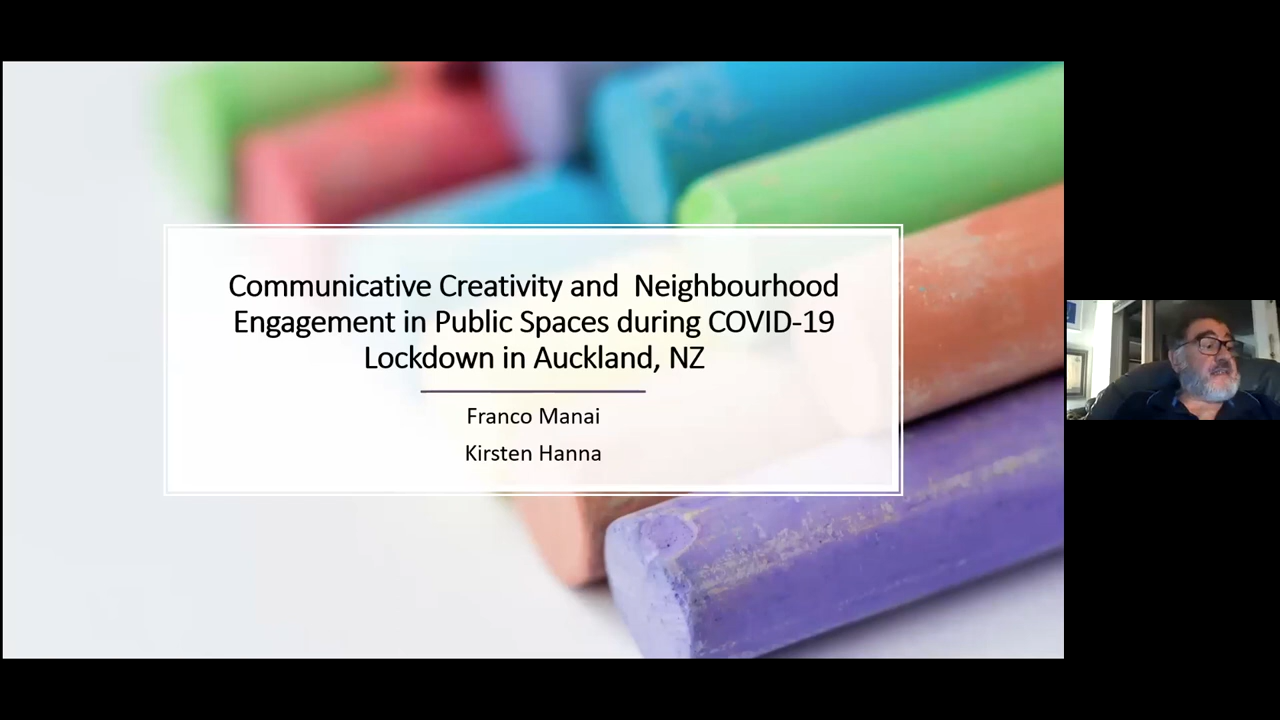 Communicative Creativity and  Neighbourhood
Engagement in Public Spaces during COVID-19
Lockdown in Auckland, NZ
Franco Manai
Kirsten Hanna